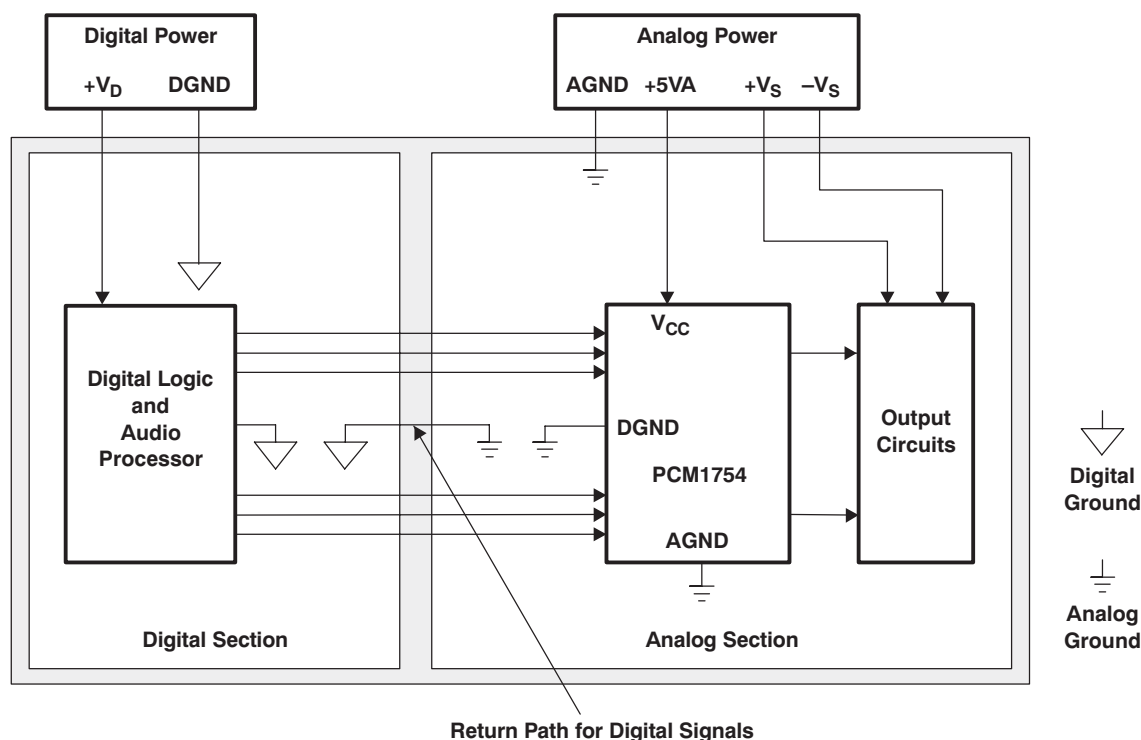 Digital Power
+VD DGND
Analog Power
AGND +5VA +VS –VS
Digital Logic
and
Audio
Processor
VCC
DGND
PCM1754
AGND
Output
Circuits
Digital
Ground
Analog
Ground
Digital Section
Analog Section
Return Path for Digital Signals